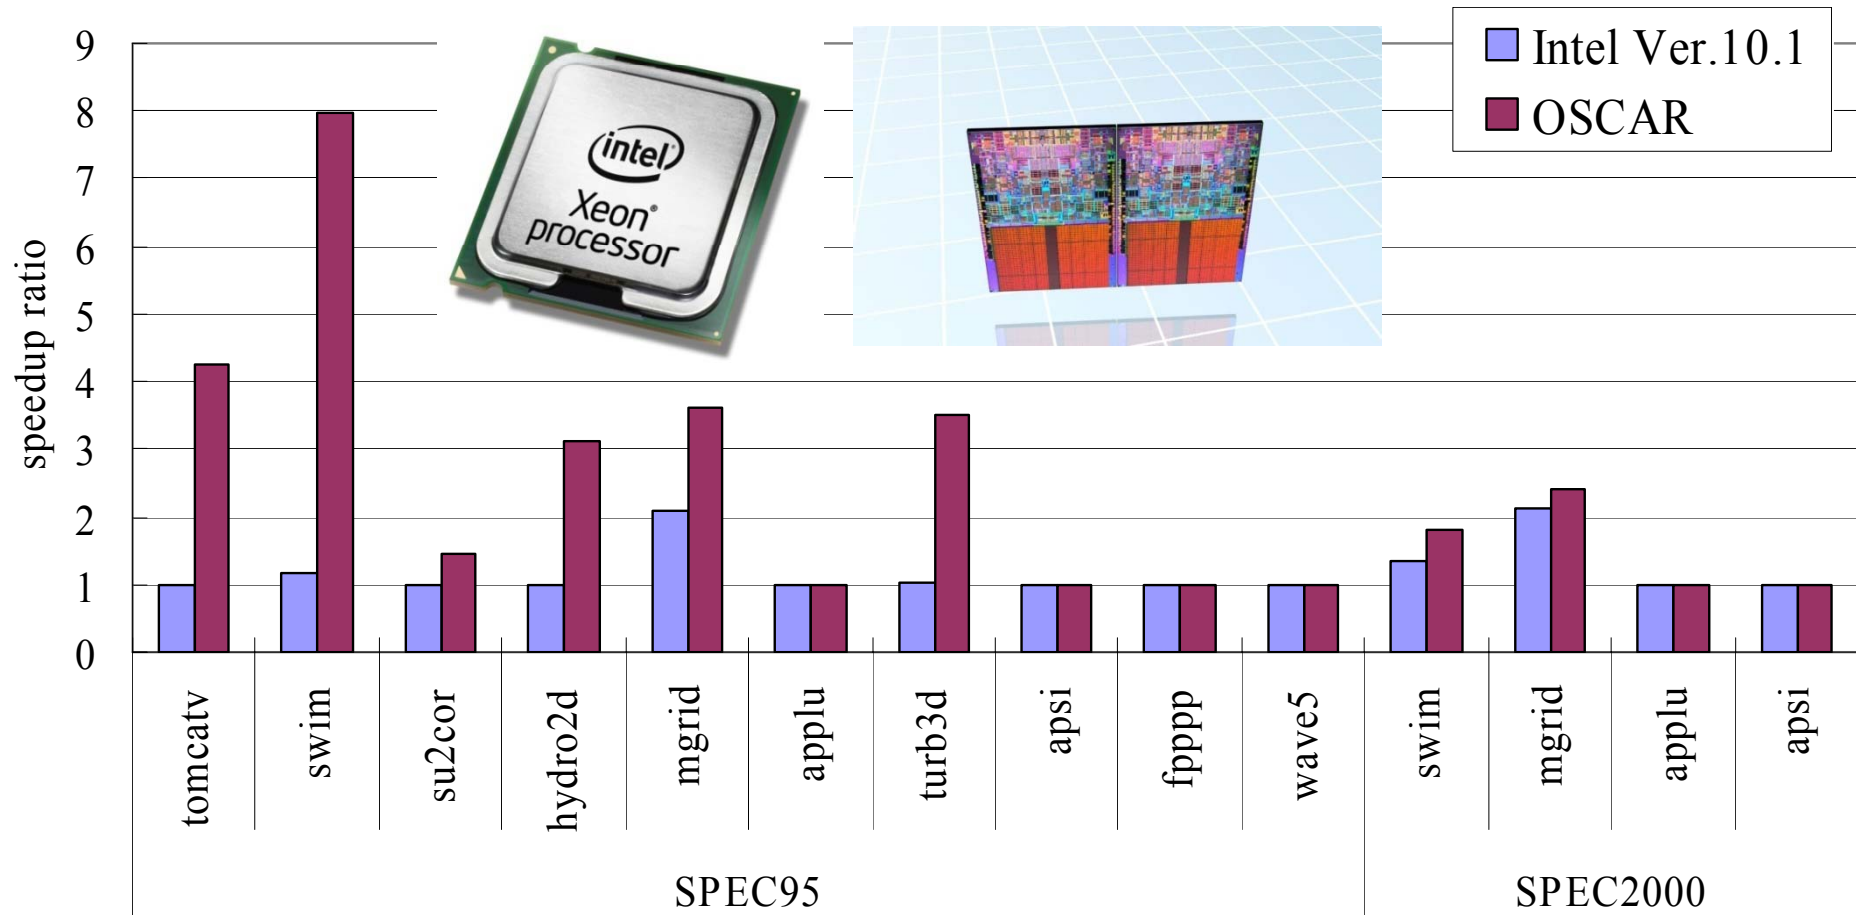 Intel Ver.10.1
OSCAR
speedup ratio
9
8
7
6
5
4
3
2
1
0
intel
Xeon®
processor
tomcatv
swim
su2cor
hydro2d
mgrid
applu
turb3d
apsi
fpppp
wave5
swim
mgrid
applu
apsi
SPEC95
SPEC2000